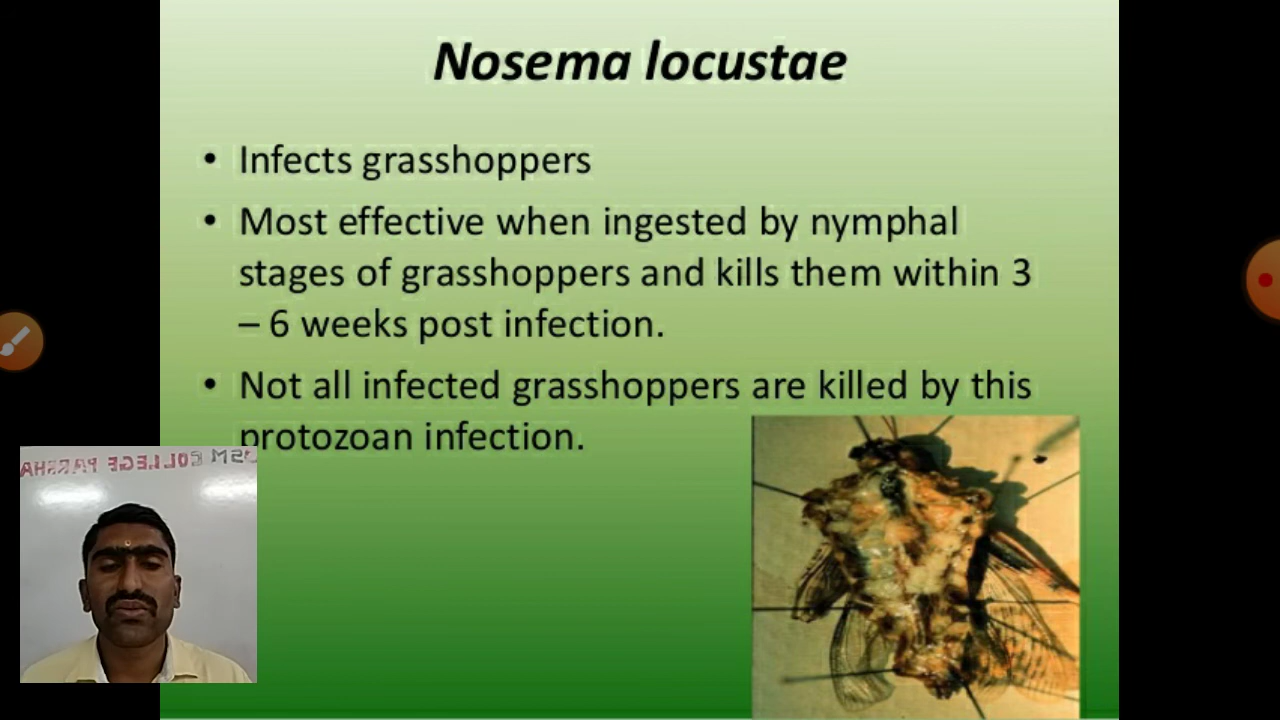 Nosema locustae
• Infects grasshoppers
• Most effective when ingested by nymphal
stages of grasshoppers and kills them within 3
– 6 weeks post infection.
• Not all infected grasshoppers are killed by this
protozoan infection.
COLLEGE